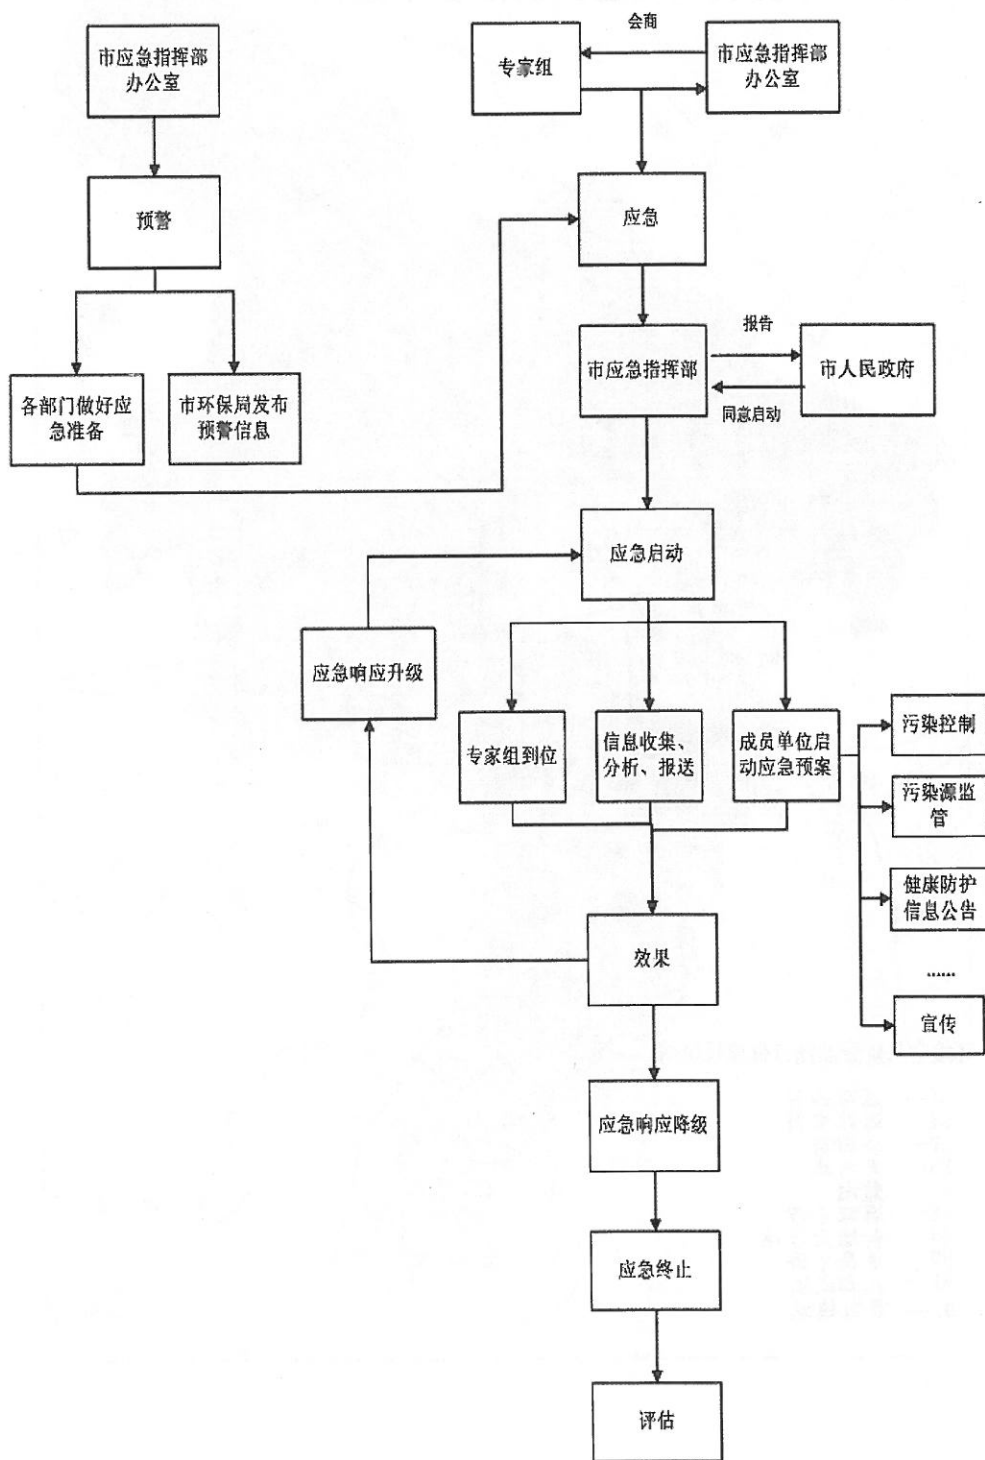 会商
市应急指挥部
办公室
专家组
市应急指挥部
办公室
预警
应急
报告
市应急指挥部
市人民政府
同意启动
各部门做好应
急准备
市环保局发布
预警信息
应急启动
应急响应升级
专家组到位
信息收集、
分析、报送
成员单位启
动应急预案
污染控制
污染源监
管
健康防护
信息公告
……
宣传
效果
应急响应降级
应急终止
评估